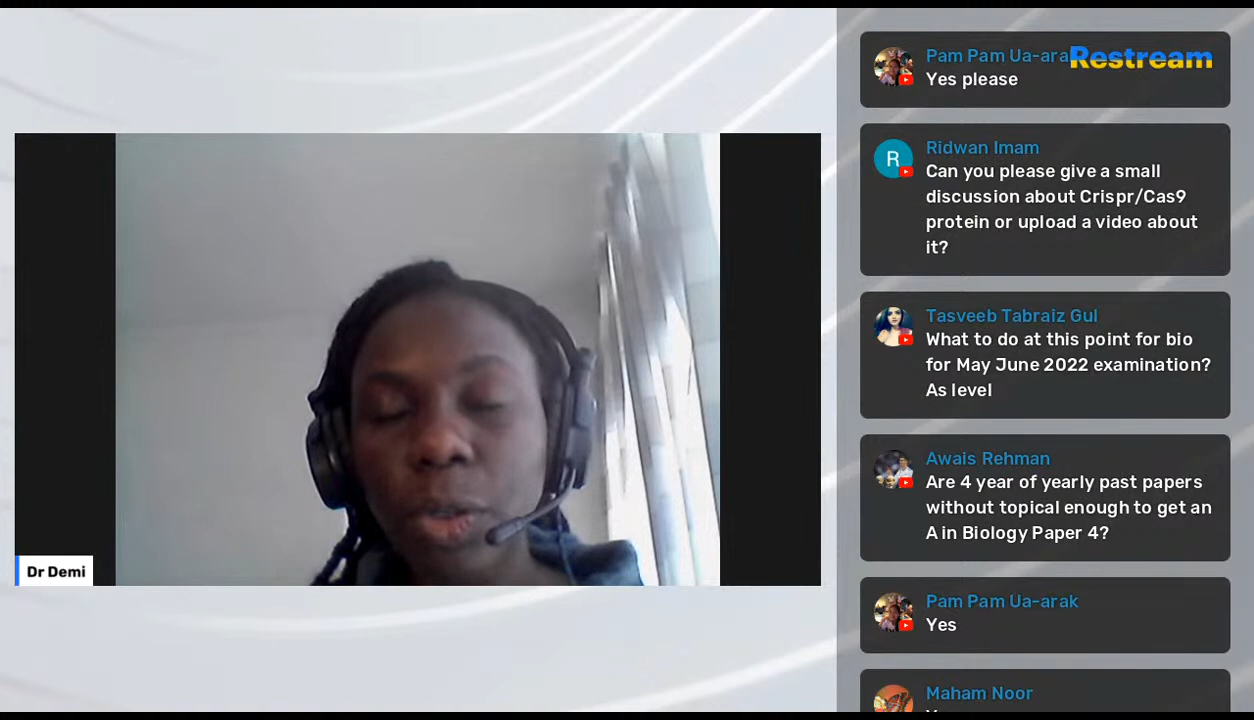 Pam Pam Ua-ara
Restream
Yes please
R
Ridwan Imam
Can you please give a small
discussion about Crispr/Cas9
protein or upload a video about
it?
Tasveeb Tabraiz Gul
What to do at this point for bio
for May June 2022 examination?
As level
Awais Rehman
Are 4 year of yearly past papers
without topical enough to get an
A in Biology Paper 4?
Pam Pam Ua-arak
Yes
Maham Noor
Dr Demi